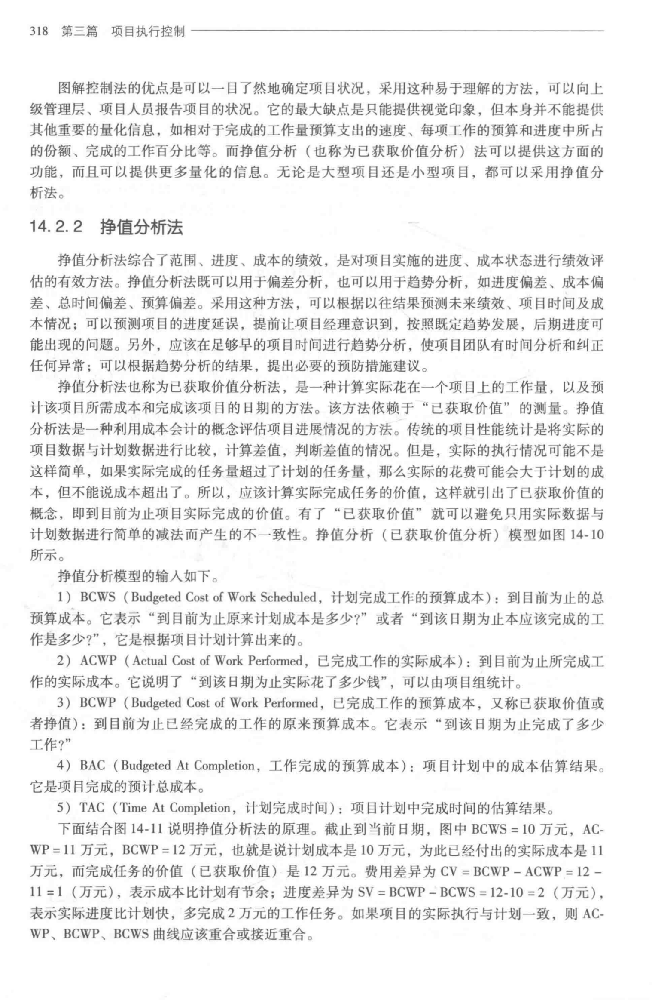 318 第三篇 项目执行控制
图解控制法的优点是可以一目了然地确定项目状况，采用这种易于理解的方法，可以向上
级管理层、项目人员报告项目的状况。它的最大缺点是只能提供视觉印象，但本身并不能提供
其他重要的量化信息，如相对于完成的工作量预算支出的速度、每项工作的预算和进度中所占
的份额、完成的工作百分比等。而挣值分析（也称为已获取价值分析）法可以提供这方面的
功能，而且可以提供更多量化的信息。无论是大型项目还是小型项目，都可以采用挣值分
析法。
14.2.2 挣值分析法
挣值分析法综合了范围、进度、成本的绩效，是对项目实施的进度、成本状态进行绩效评
估的有效方法。挣值分析法既可以用于偏差分析，也可以用于趋势分析，如进度偏差、成本偏
差、总时间偏差、预算偏差。采用这种方法，可以根据以往结果预测未来绩效、项目时间及成
本情况；可以预测项目的进度延误，提前让项目经理意识到，按照既定趋势发展，后期进度可
能出现的问题。另外，应该在足够早的项目时间进行趋势分析，使项目团队有时间分析和纠正
任何异常；可以根据趋势分析的结果，提出必要的预防措施建议。
挣值分析法也称为已获取价值分析法，是一种计算实际花在一个项目上的工作量，以及预
计该项目所需成本和完成该项目的日期的方法。该方法依赖于“已获取价值”的测量。挣值
分析法是一种利用成本会计的概念评估项目进展情况的方法。传统的项目性能统计是将实际的
项目数据与计划数据进行比较，计算差值，判断差值的情况。但是，实际的执行情况可能不是
这样简单，如果实际完成的任务量超过了计划的任务量，那么实际的花费可能会大于计划的成
本，但不能说成本超出了。所以，应该计算实际完成任务的价值，这样就引出了已获取价值的
概念，即到目前为止项目实际完成的价值。有了“已获取价值”就可以避免只用实际数据与
计划数据进行简单的减法而产生的不一致性。挣值分析（已获取价值分析）模型如图 14-10
所示。
挣值分析模型的输入如下。
1）BCWS（Budgeted Cost of Work Scheduled，计划完成工作的预算成本）：到目前为止的总
预算成本。它表示“到目前为止原来计划成本是多少?”或者“到该日期为止本应该完成的工
作是多少?”，它是根据项目计划计算出来的。
2）ACWP（Actual Cost of Work Performed，已完成工作的实际成本）：到目前为止所完成工
作的实际成本。它说明了“到该日期为止实际花了多少钱”，可以由项目组统计。
3）BCWP（Budgeted Cost of Work Performed，已完成工作的预算成本，又称已获取价值或
者挣值）：到目前为止已经完成的工作的原来预算成本。它表示“到该日期为止完成了多少
工作?”
4）BAC（Budgeted At Completion，工作完成的预算成本）：项目计划中的成本估算结果。
它是项目完成的预计总成本。
5）TAC（Time At Completion，计划完成时间）：项目计划中完成时间的估算结果。
下面结合图 14-11 说明挣值分析法的原理。截止到当前日期，图中 BCWS = 10 万元，AC-
WP = 11 万元，BCWP = 12 万元，也就是说计划成本是 10 万元，为此已经付出的实际成本是 11
万元，而完成任务的价值（已获取价值）是 12 万元。费用差异为 CV = BCWP – ACWP = 12 –
11 = 1（万元），表示成本比计划有节余；进度差异为 SV = BCWP – BCWS = 12-10 = 2（万元），
表示实际进度比计划快，多完成 2 万元的工作任务。如果项目的实际执行与计划一致，则 AC-
WP、BCWP、BCWS 曲线应该重合或接近重合。